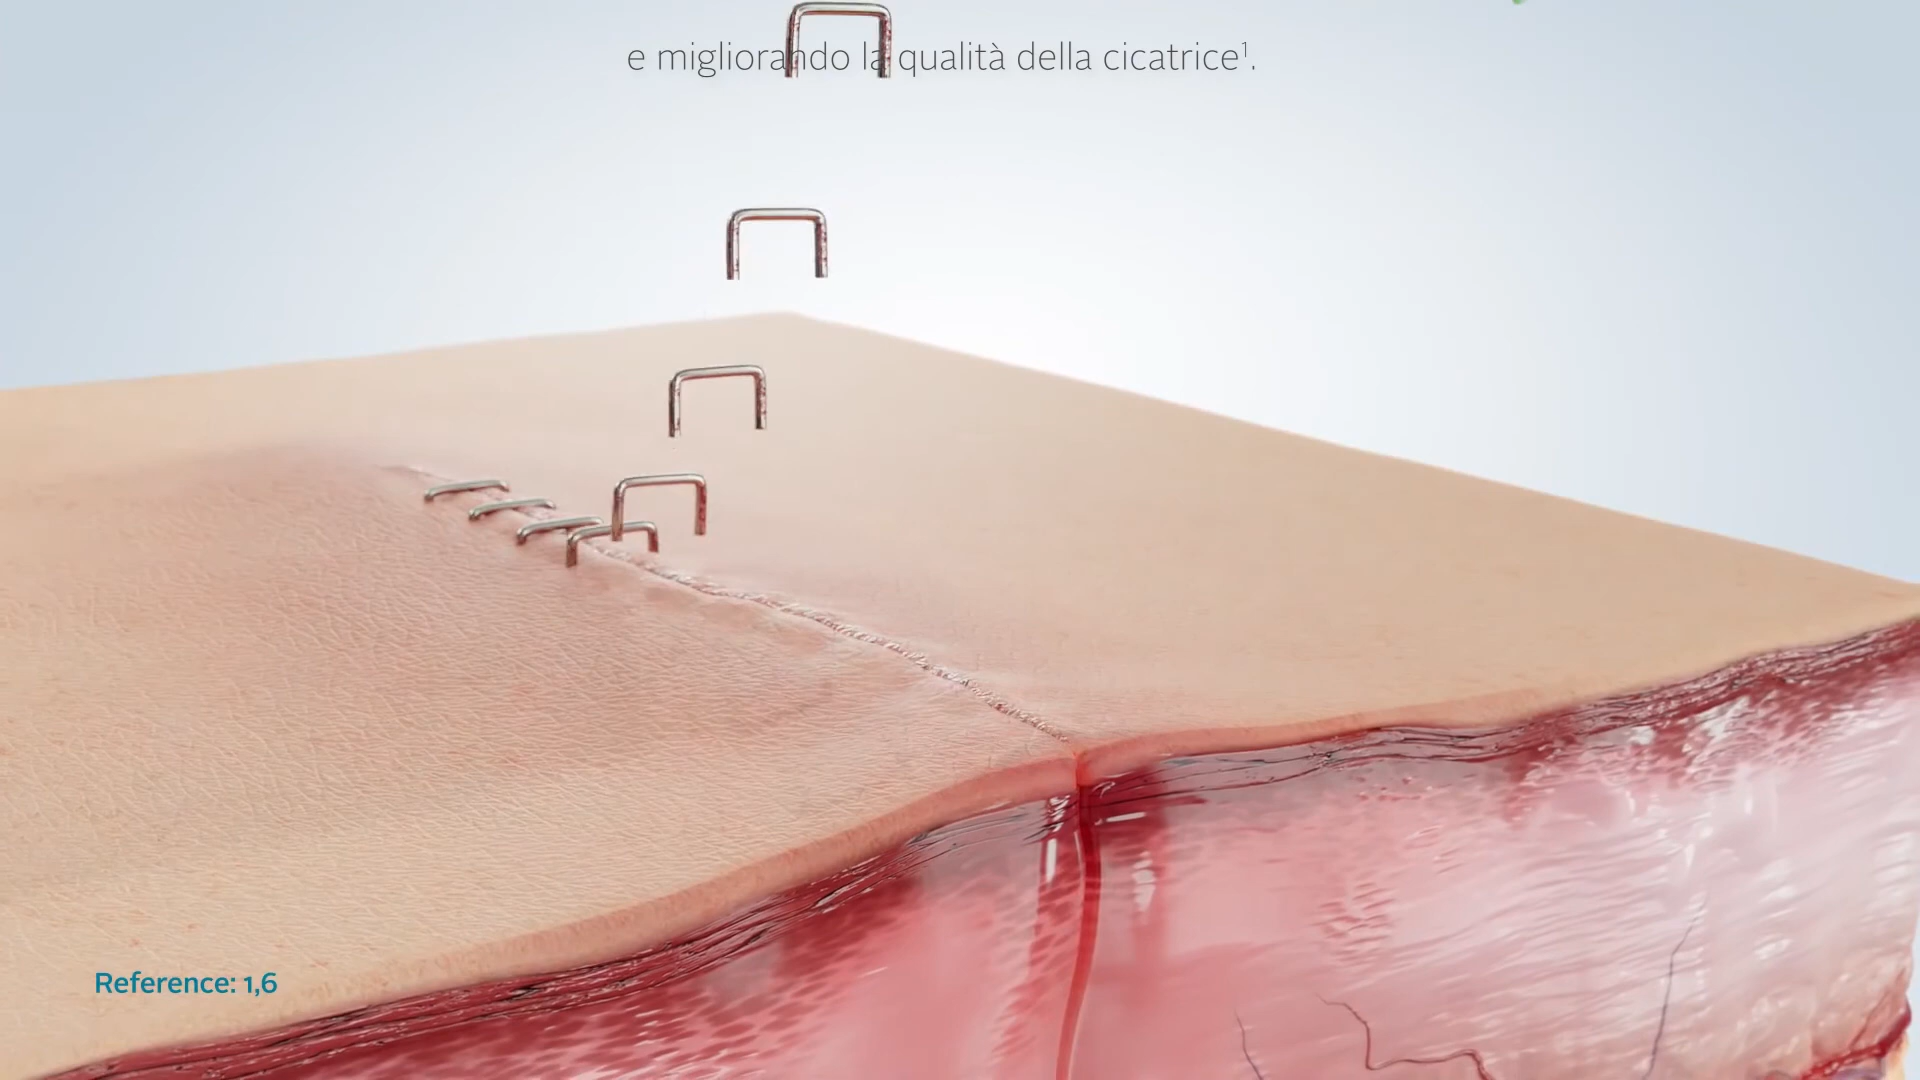 e migliorando la qualità della cicatrice¹.
Reference: 1,6